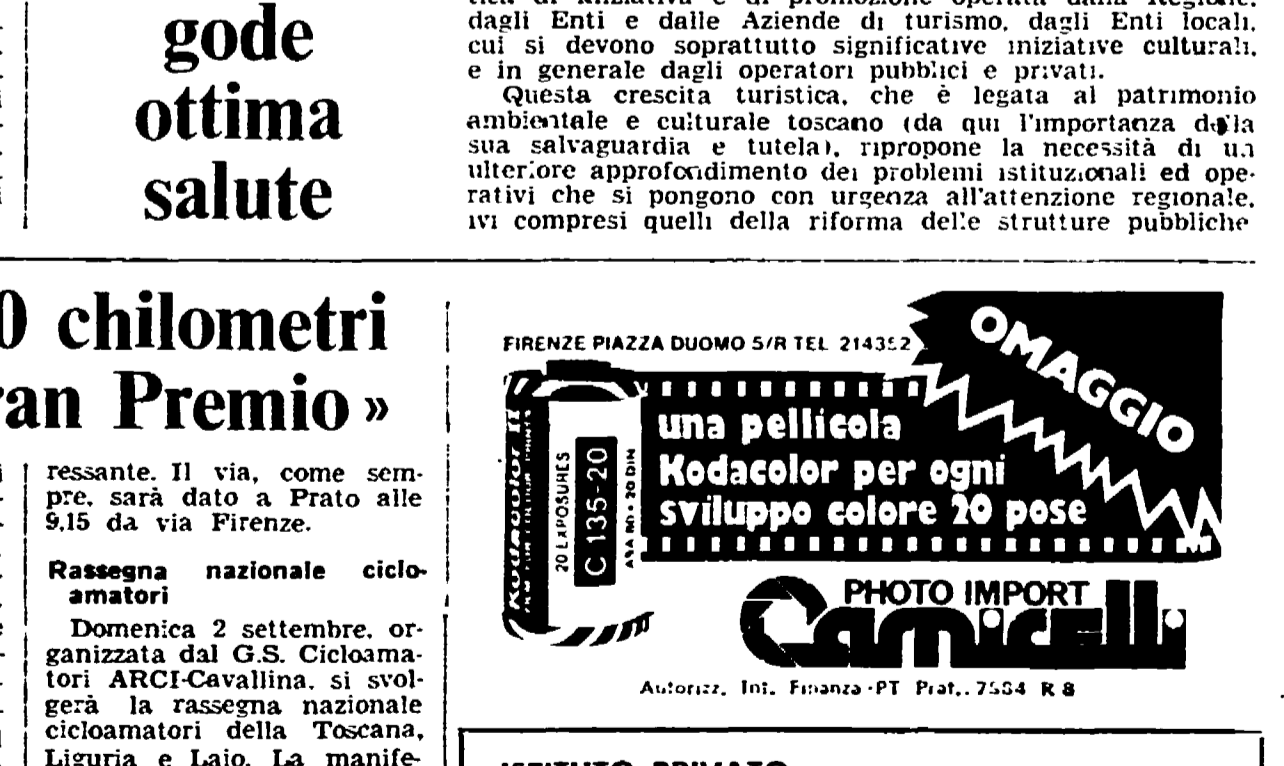 gode
ottima
salute
dagli Enti e dalle Aziende di turismo, dagli Enti locali,
cui si devono soprattutto significative iniziative culturali,
e in generale dagli operatori pubblici e privati.
Questa crescita turistica, che è legata al patrimonio
ambientale e culturale toscano (da qui l'importanza della
sua salvaguardia e tutela), ripropone la necessità di un
ulteriore approfondimento dei problemi istituzionali ed ope-
rativi che si pongono con urgenza all'attenzione regionale,
ivi compresi quelli della riforma delle strutture pubbliche
0 chilometri
ran Premio»
ressante. Il via, come sem-
pre, sarà dato a Prato alle
9,15 da via Firenze.
Rassegna nazionale ciclo-
amatori
Domenica 2 settembre, or-
ganizzata dal G.S. Cicloama-
tori ARCI-Cavallina, si svol-
gerà la rassegna nazionale
cicloamatori della Toscana,
Liguria e Laio. La manife-
FIRENZE PIAZZA DUOMO 5/R TEL 214352
OMAGGIO
una pellicola
Kodacolor per ogni
sviluppo colore 20 pose
Kodacolor II
20 EXPOSURES
C 135-20
20 DIN
PHOTO IMPORT
Camicelli
Autorizz. Int. Finanza-PT Prat. 7564 R 8
ISTITUTO PRIVATO